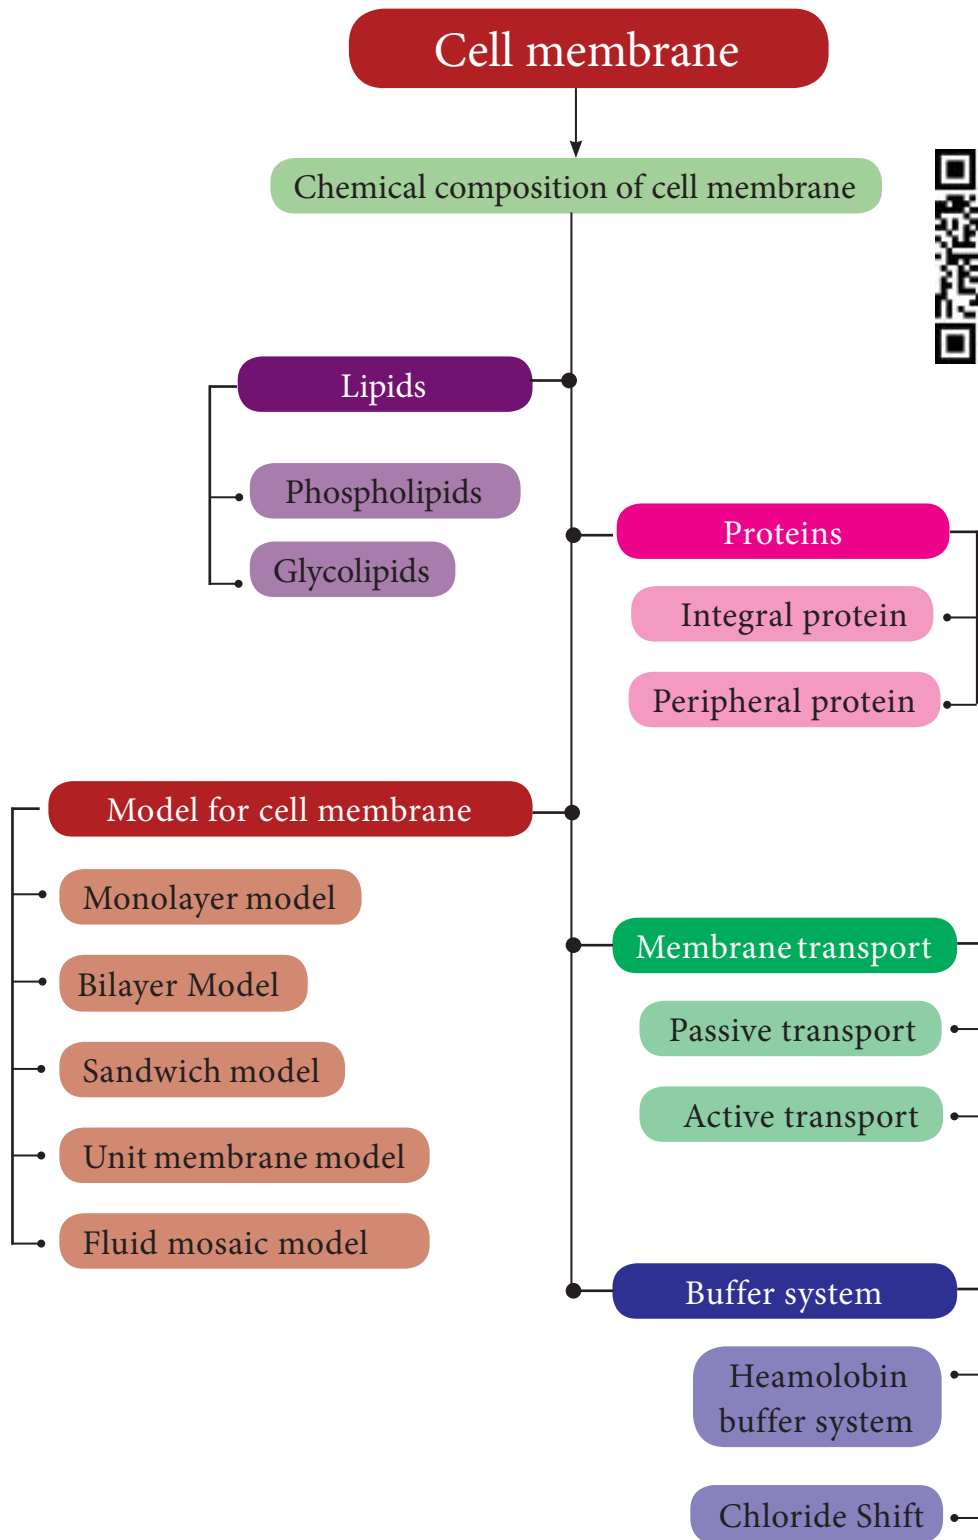 Cell membrane
Chemical composition of cell membrane
Lipids
Phospholipids
Glycolipids
Proteins
Integral protein
Peripheral protein
Model for cell membrane
Monolayer model
Bilayer Model
Sandwich model
Unit membrane model
Fluid mosaic model
Membrane transport
Passive transport
Active transport
Buffer system
Heamolobin
buffer system
Chloride Shift